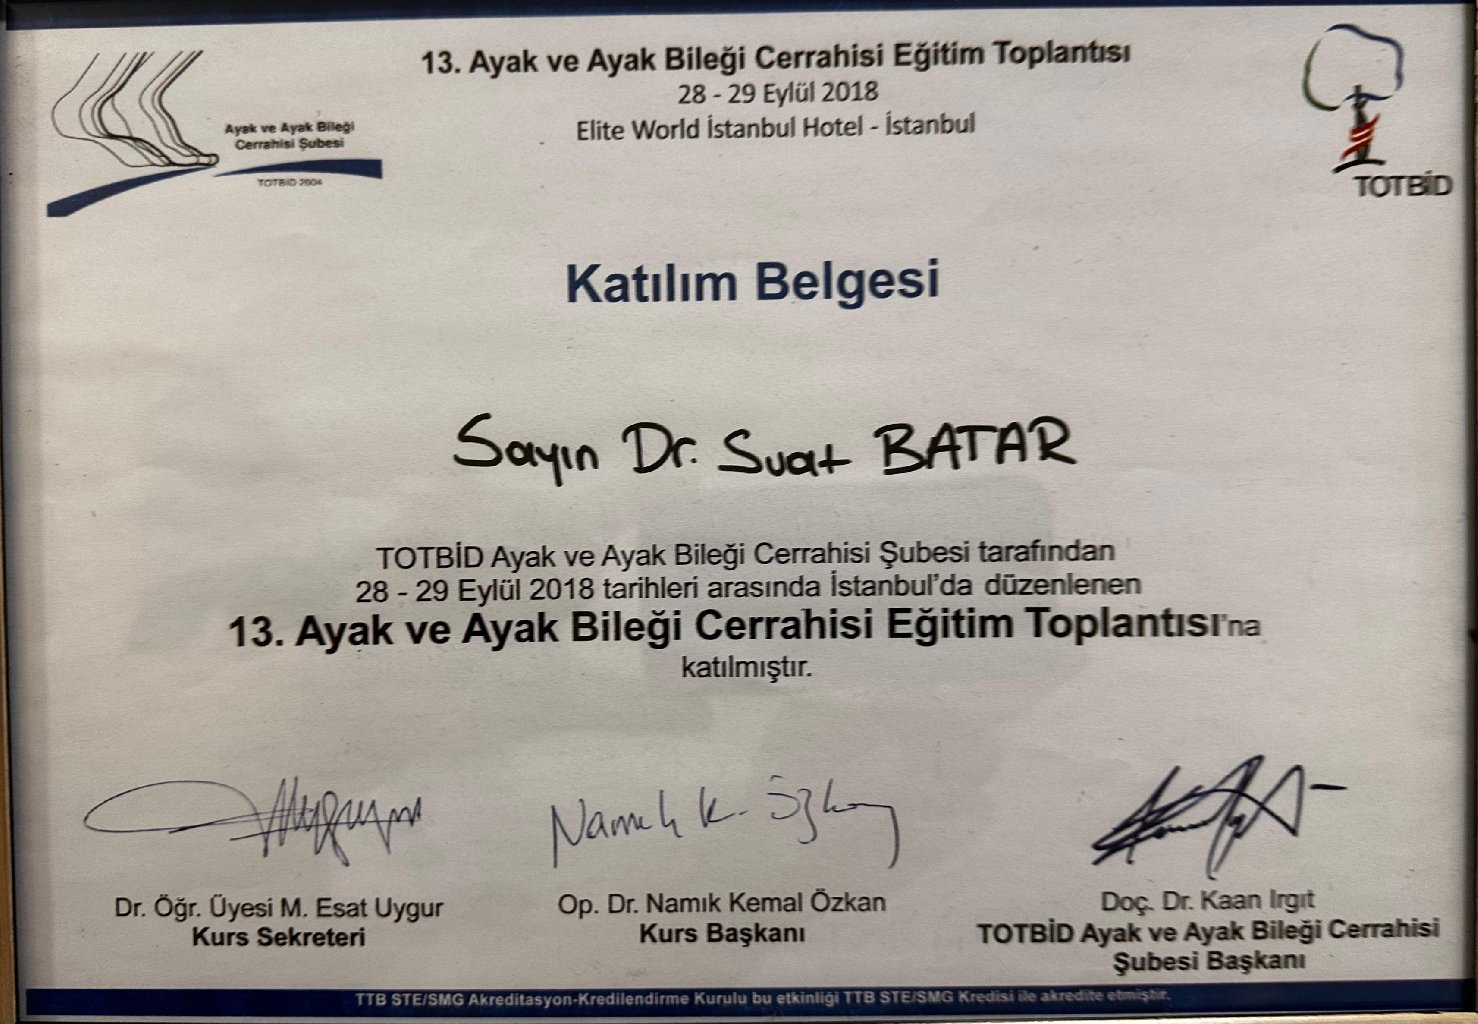 13. Ayak ve Ayak Bileği Cerrahisi Eğitim Toplantısı
28 - 29 Eylül 2018
Elite World İstanbul Hotel - İstanbul
Ayak ve Ayak Bileği
Cerrahisi Şubesi
TOTBİD 2004
TOTBİD
Katılım Belgesi
Sayın Dr. Suat BATAR
TOTBİD Ayak ve Ayak Bileği Cerrahisi Şubesi tarafından
28 - 29 Eylül 2018 tarihleri arasında İstanbul'da düzenlenen
13. Ayak ve Ayak Bileği Cerrahisi Eğitim Toplantısı'na
katılmıştır.
Namık K. Özkan
Dr. Öğr. Üyesi M. Esat Uygur
Kurs Sekreteri
Op. Dr. Namık Kemal Özkan
Kurs Başkanı
Doç. Dr. Kaan Irgıt
TOTBİD Ayak ve Ayak Bileği Cerrahisi
Şubesi Başkanı
TTB STE/SMG Akreditasyon-Kredilendirme Kurulu bu etkinliği TTB STE/SMG Kredisi ile akredite etmiştir.